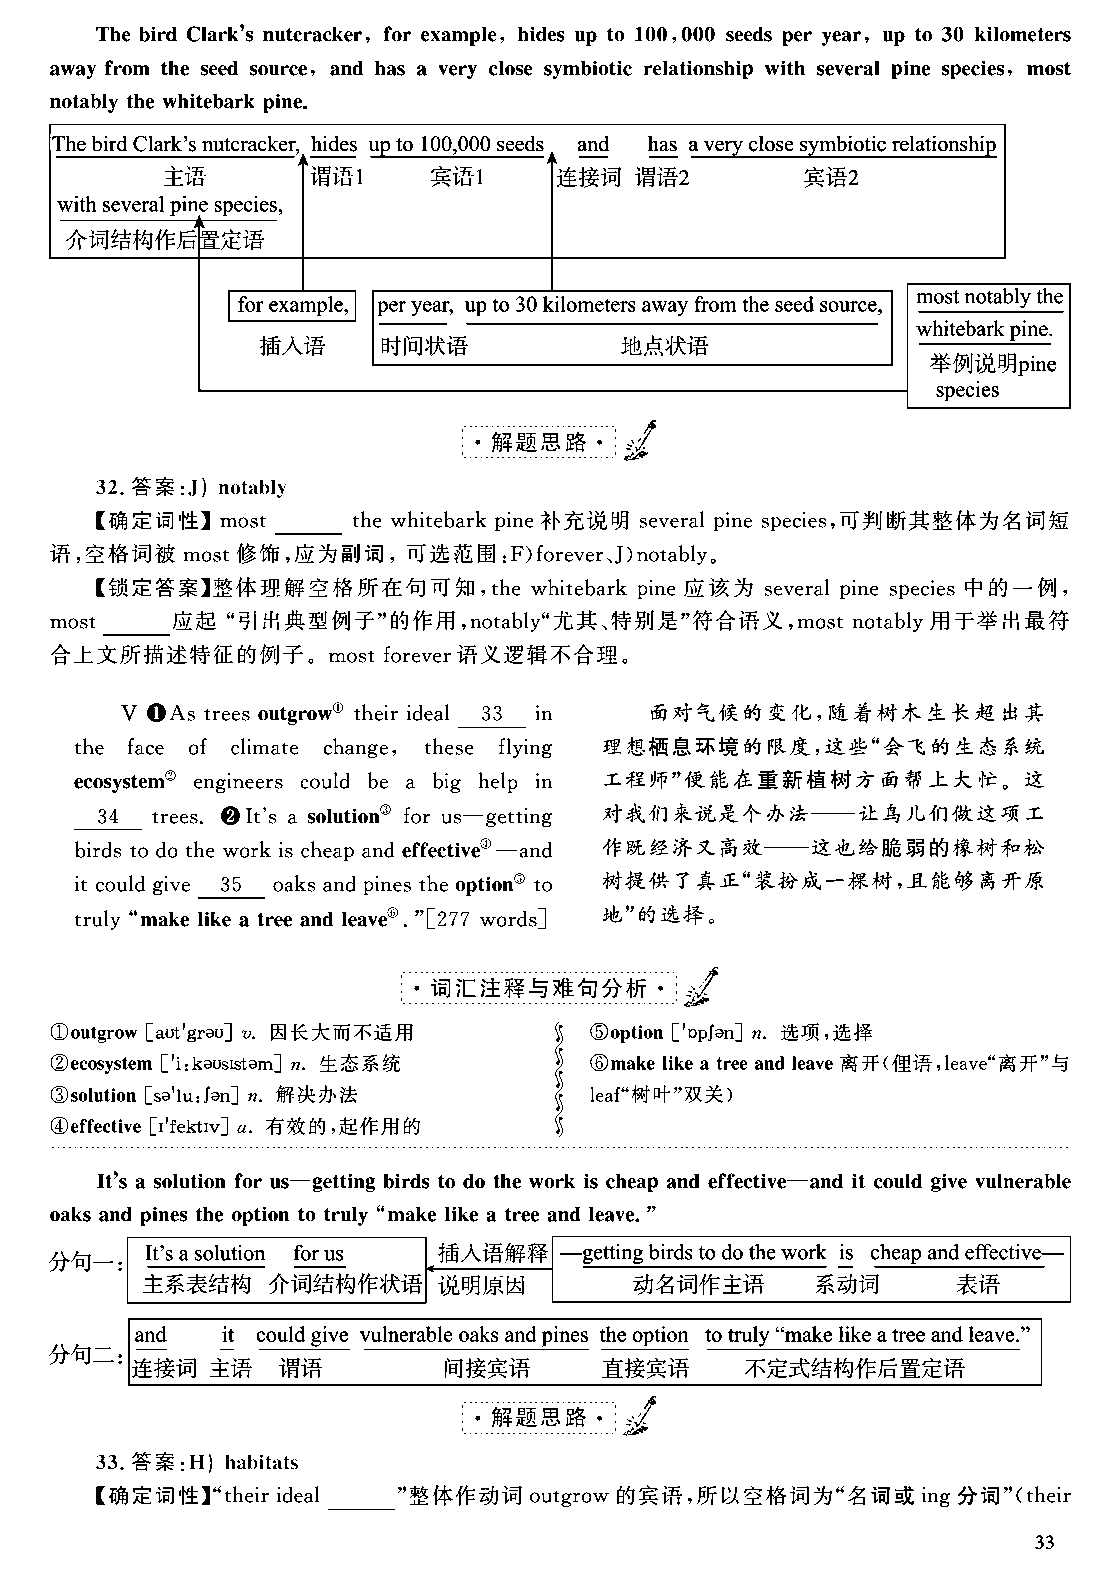 The bird Clark's nutcracker, for example, hides up to 100,000 seeds per year, up to 30 kilometers
away from the seed source, and has a very close symbiotic relationship with several pine species, most
notably the whitebark pine.
The bird Clark's nutcracker, hides up to 100,000 seeds and has a very close symbiotic relationship
主语 谓语1 宾语1 连接词 谓语2 宾语2
with several pine species,
介词结构作后置定语
for example,
插入语
per year, up to 30 kilometers away from the seed source,
时间状语 地点状语
most notably the
whitebark pine.
举例说明pine
species
·解题思路·
32. 答案:J) notably
【确定词性】most ______ the whitebark pine 补充说明 several pine species,可判断其整体为名词短
语,空格词被 most 修饰,应为副词, 可选范围:F)forever、J)notably。
【锁定答案】整体理解空格所在句可知,the whitebark pine 应该为 several pine species 中的一例,
most ______应起 “引出典型例子”的作用,notably“尤其、特别是”符合语义,most notably 用于举出最符
合上文所描述特征的例子。most forever 语义逻辑不合理。
V ❶As trees outgrow① their ideal 33 in
the face of climate change, these flying
ecosystem② engineers could be a big help in
34 trees. ❷It's a solution③ for us—getting
birds to do the work is cheap and effective④—and
it could give 35 oaks and pines the option⑤ to
truly “make like a tree and leave⑥.”[277 words]
面对气候的变化,随着树木生长超出其
理想栖息环境的限度,这些“会飞的生态系统
工程师”便能在重新植树方面帮上大忙。这
对我们来说是个办法——让鸟儿们做这项工
作既经济又高效——这也给脆弱的橡树和松
树提供了真正“装扮成一棵树,且能够离开原
地”的选择。
·词汇注释与难句分析·
①outgrow [aʊt'grəʊ] v. 因长大而不适用
②ecosystem ['iːkəʊsɪstəm] n. 生态系统
③solution [sə'luːʃən] n. 解决办法
④effective [ɪ'fektɪv] a. 有效的,起作用的
⑤option ['ɒpʃən] n. 选项,选择
⑥make like a tree and leave 离开(俚语,leave“离开”与
leaf“树叶”双关)
It's a solution for us—getting birds to do the work is cheap and effective—and it could give vulnerable
oaks and pines the option to truly “make like a tree and leave.”
分句一: It's a solution for us 插入语解释 —getting birds to do the work is cheap and effective—
主系表结构 介词结构作状语 说明原因 动名词作主语 系动词 表语
分句二: and it could give vulnerable oaks and pines the option to truly “make like a tree and leave.”
连接词 主语 谓语 间接宾语 直接宾语 不定式结构作后置定语
·解题思路·
33. 答案:H) habitats
【确定词性】“their ideal ______”整体作动词 outgrow 的宾语,所以空格词为“名词或 ing 分词”(their
33